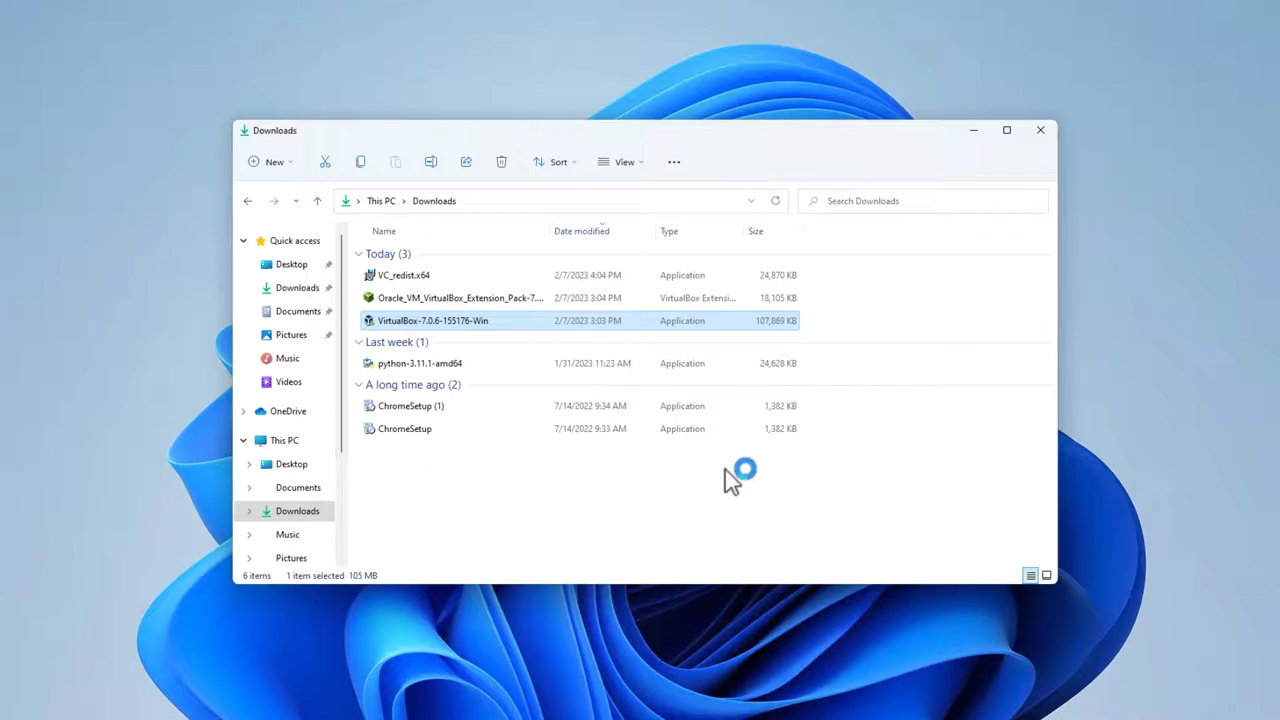 Downloads
New Sort View
This PC > Downloads Search Downloads
Name Date modified Type Size
Quick access
Desktop
Downloads
Documents
Pictures
Music
Videos
OneDrive
This PC
Desktop
Documents
Downloads
Music
Pictures
Today (3)
VC_redist.x64 2/7/2023 4:04 PM Application 24,870 KB
Oracle_VM_VirtualBox_Extension_Pack-7.... 2/7/2023 3:04 PM VirtualBox Extensi... 18,105 KB
VirtualBox-7.0.6-155176-Win 2/7/2023 3:03 PM Application 107,869 KB
Last week (1)
python-3.11.1-amd64 1/31/2023 11:23 AM Application 24,628 KB
A long time ago (2)
ChromeSetup (1) 7/14/2022 9:34 AM Application 1,382 KB
ChromeSetup 7/14/2022 9:33 AM Application 1,382 KB
6 items 1 item selected 105 MB